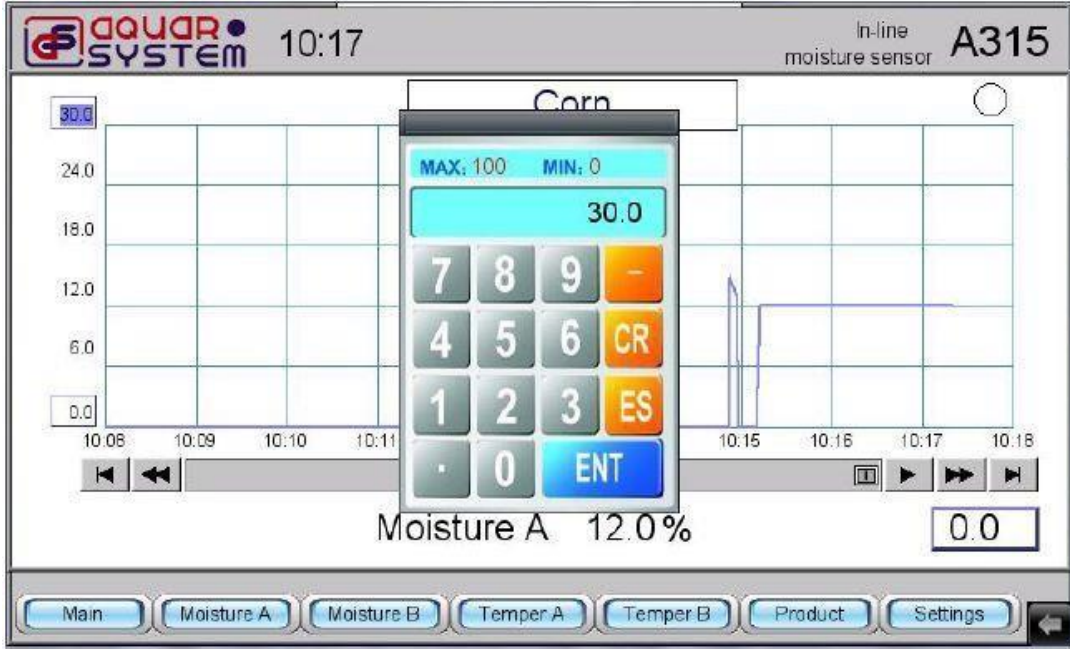 aQUaR SYSTEM
10:17
In-line
moisture sensor
A315
Corn
30.0
24.0
18.0
12.0
6.0
0.0
MAX: 100 MIN: 0
30.0
7 8 9 -
4 5 6 CR
1 2 3 ES
. 0 ENT
10:08 10:09 10:10 10:11 10:15 10:16 10:17 10:18
Moisture A 12.0%
0.0
Main Moisture A Moisture B Temper A Temper B Product Settings